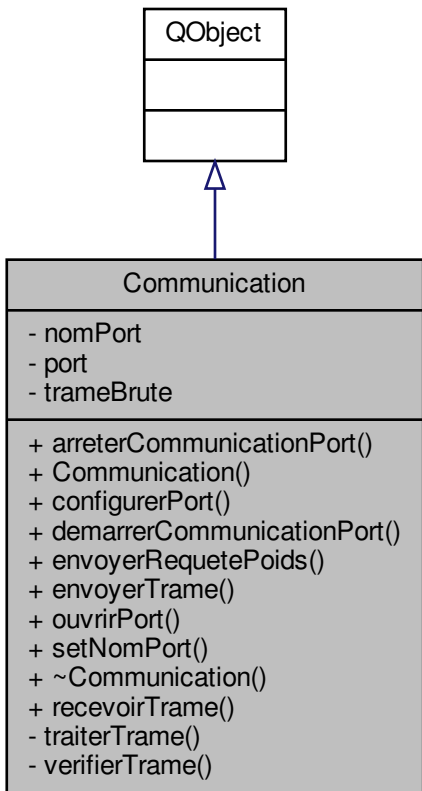 QObject
Communication
- nomPort
- port
- trameBrute
+ arreterCommunicationPort()
+ Communication()
+ configurerPort()
+ demarrerCommunicationPort()
+ envoyerRequetePoids()
+ envoyerTrame()
+ ouvrirPort()
+ setNomPort()
+ ~Communication()
+ recevoirTrame()
- traiterTrame()
- verifierTrame()